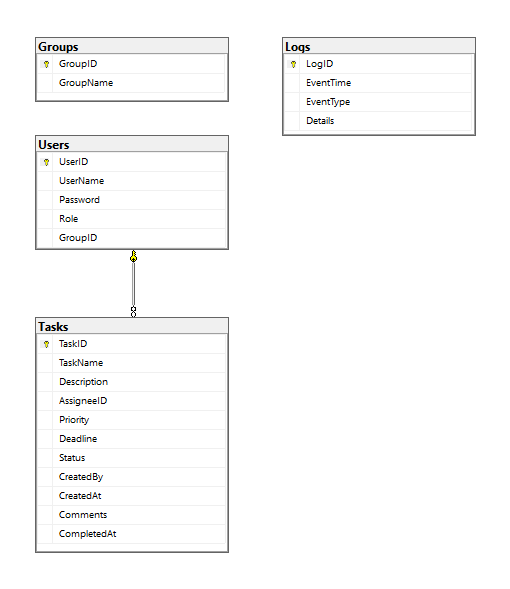 Groups
GroupID
GroupName
Logs
LogID
EventTime
EventType
Details
Users
UserID
UserName
Password
Role
GroupID
Tasks
TaskID
TaskName
Description
AssigneeID
Priority
Deadline
Status
CreatedBy
CreatedAt
Comments
CompletedAt